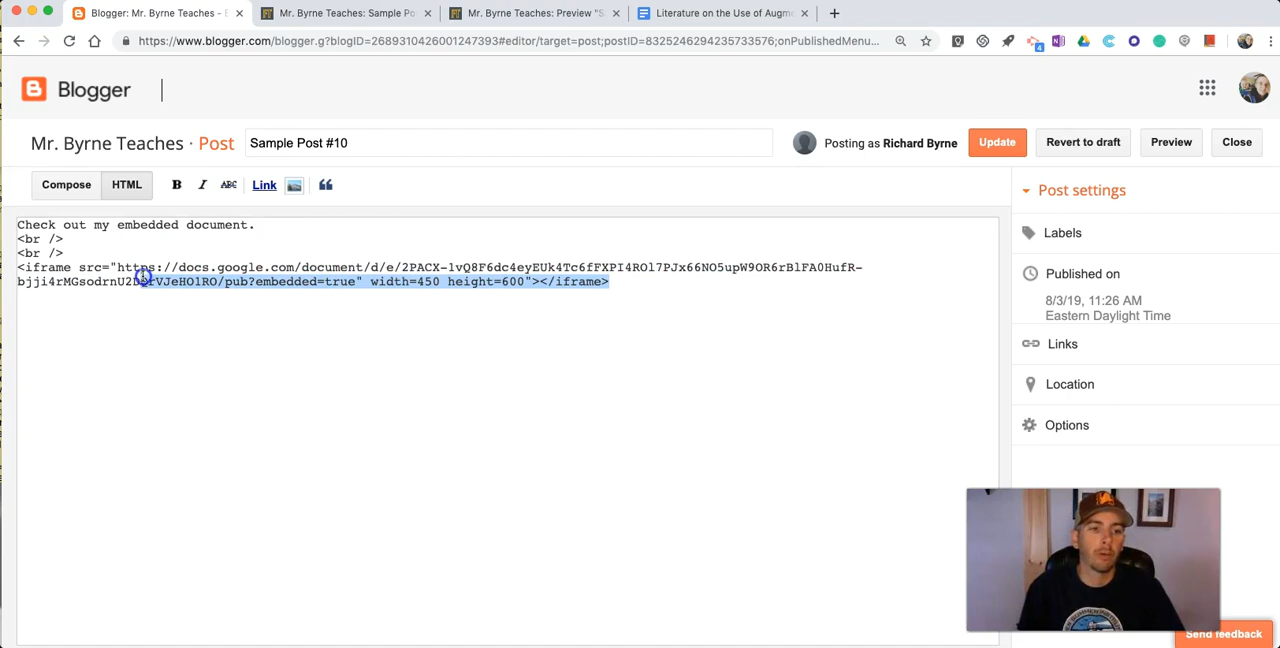 Blogger: Mr. Byrne Teaches - E
Mr. Byrne Teaches: Sample Po
Mr. Byrne Teaches: Preview "S
Literature on the Use of Augme
https://www.blogger.com/blogger.g?blogID=2689310426001247393#editor/target=post;postID=8325246294235733576;onPublishedMenu...
4
Blogger
Mr. Byrne Teaches · Post
Sample Post #10
Posting as Richard Byrne
Update
Revert to draft
Preview
Close
Compose
HTML
B
I
ABC
Link
Post settings
Check out my embedded document.
<br />
<br />
<iframe src="https://docs.google.com/document/d/e/2PACX-1vQ8F6dc4eyEUk4Tc6fFXPI4ROl7PJx66NO5upW9OR6rBlFA0HufR-
/pub?embedded=true" width=450 height=600"></iframe>
Labels
Published on
8/3/19, 11:26 AM
Eastern Daylight Time
Links
Location
Options
Send feedback